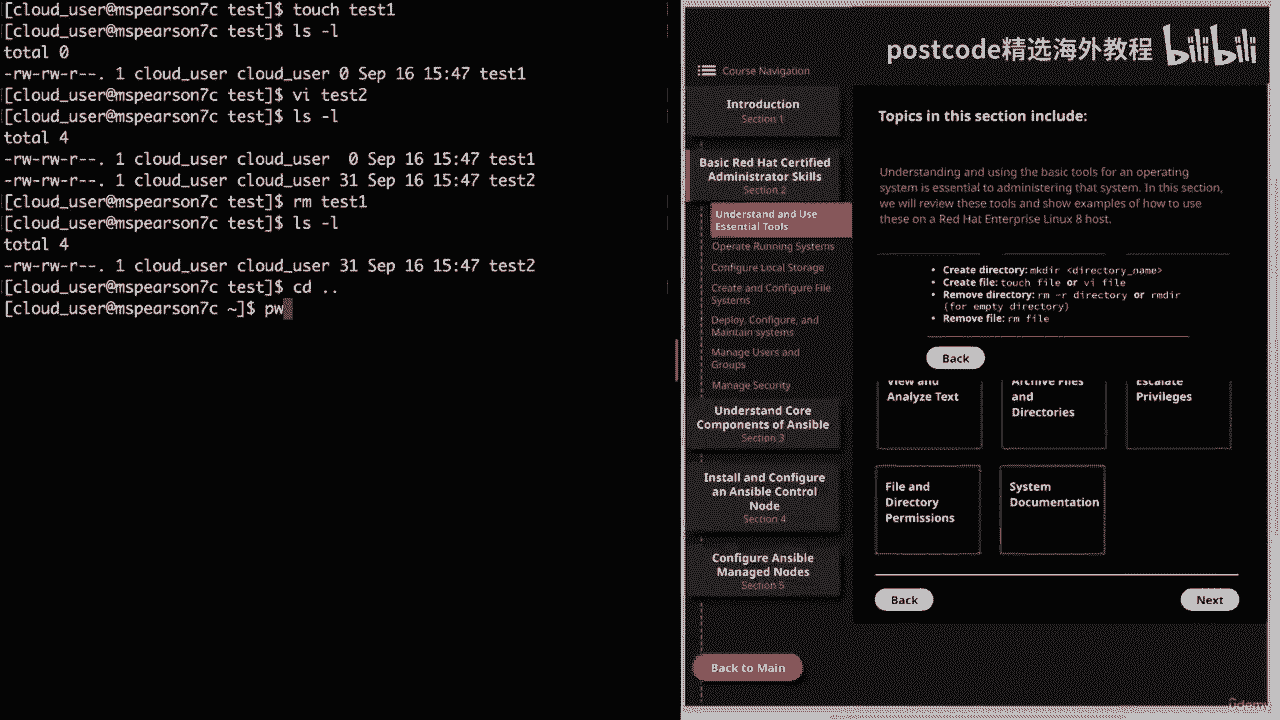 [cloud_user@mspearson7c test]$ touch test1
[cloud_user@mspearson7c test]$ ls -l
total 0
-rw-rw-r--. 1 cloud_user cloud_user 0 Sep 16 15:47 test1
[cloud_user@mspearson7c test]$ vi test2
[cloud_user@mspearson7c test]$ ls -l
total 4
-rw-rw-r--. 1 cloud_user cloud_user  0 Sep 16 15:47 test1
-rw-rw-r--. 1 cloud_user cloud_user 31 Sep 16 15:47 test2
[cloud_user@mspearson7c test]$ rm test1
[cloud_user@mspearson7c test]$ ls -l
total 4
-rw-rw-r--. 1 cloud_user cloud_user 31 Sep 16 15:47 test2
[cloud_user@mspearson7c test]$ cd ..
[cloud_user@mspearson7c ~]$ pw
postcode精选海外教程 bilibili
Course Navigation
Introduction
Section 1
Basic Red Hat Certified
Administrator Skills
Section 2
Understand and Use
Essential Tools
Operate Running Systems
Configure Local Storage
Create and Configure File
Systems
Deploy, Configure, and
Maintain systems
Manage Users and
Groups
Manage Security
Understand Core
Components of Ansible
Section 3
Install and Configure
an Ansible Control
Node
Section 4
Configure Ansible
Managed Nodes
Section 5
Back to Main
Topics in this section include:
Understanding and using the basic tools for an operating
system is essential to administering that system. In this section,
we will review these tools and show examples of how to use
these on a Red Hat Enterprise Linux 8 host.
• Create directory: mkdir <directory_name>
• Create file: touch file or vi file
• Remove directory: rm -r directory or rmdir
(for empty directory)
• Remove file: rm file
Back
View and
Analyze Text
Archive Files
and
Directories
Escalate
Privileges
File and
Directory
Permissions
System
Documentation
Back
Next
Udemy